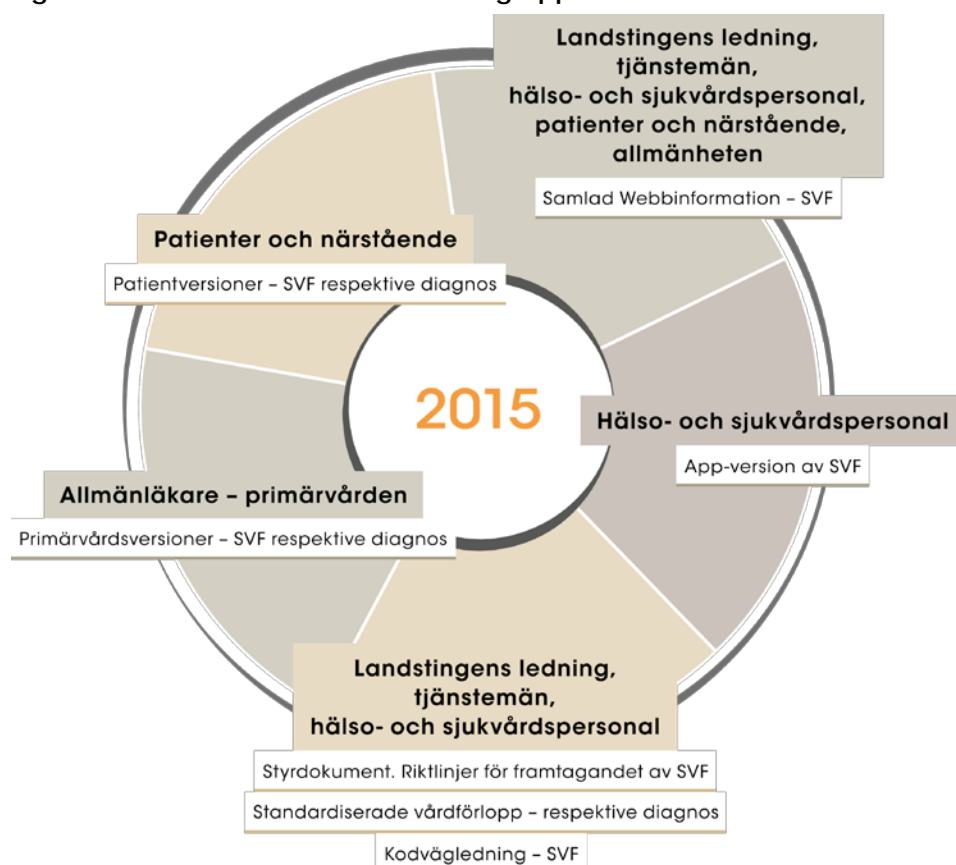 Landstingens ledning,
tjänstemän,
hälso- och sjukvårdspersonal,
patienter och närstående,
allmänheten
Samlad Webbinformation – SVF
Patienter och närstående
Patientversioner – SVF respektive diagnos
2015
Hälso- och sjukvårdspersonal
App-version av SVF
Allmänläkare – primärvården
Primärvårdsversioner – SVF respektive diagnos
Landstingens ledning,
tjänstemän,
hälso- och sjukvårdspersonal
Styrdokument. Riktlinjer för framtagandet av SVF
Standardiserade vårdförlopp – respektive diagnos
Kodvägledning – SVF